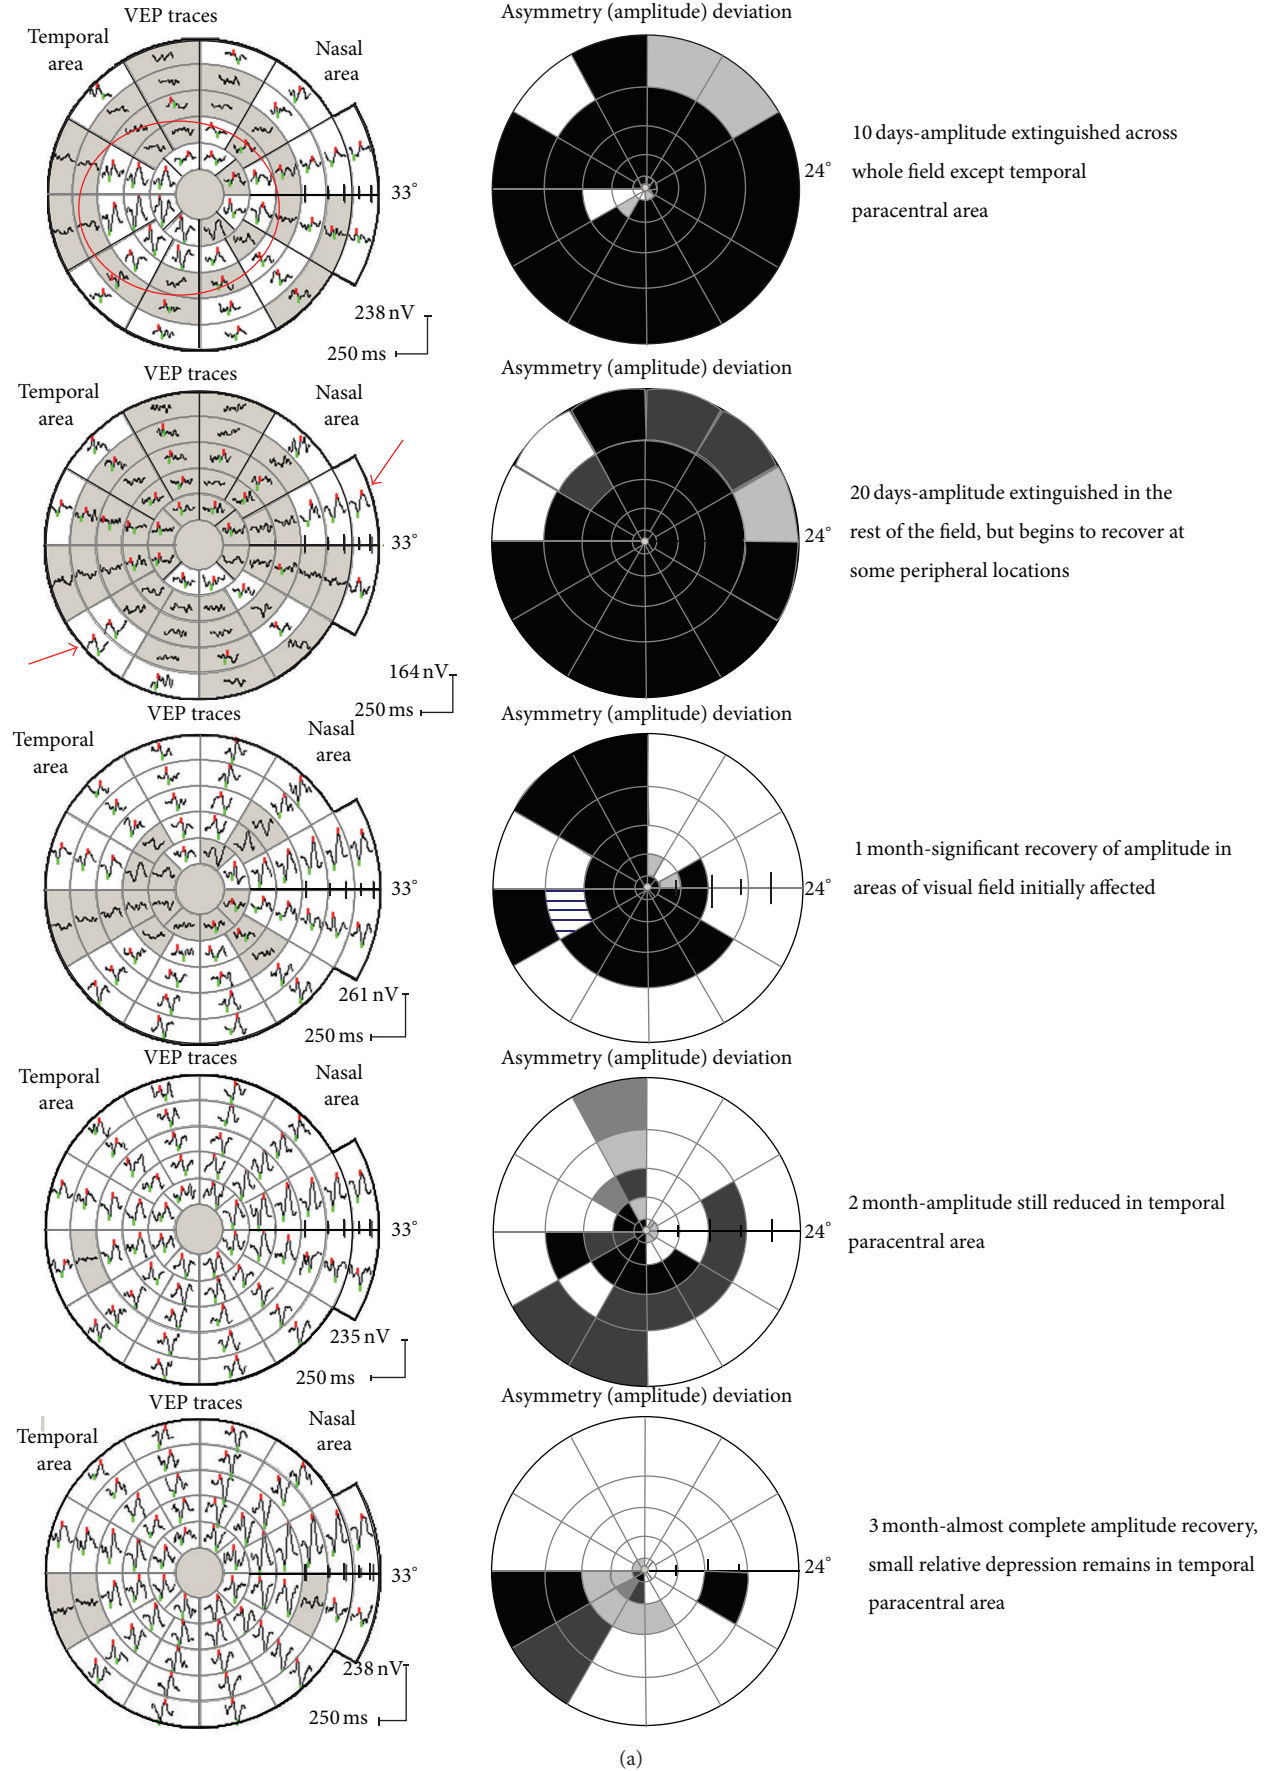 VEP traces
Asymmetry (amplitude) deviation
Temporal
area
Nasal
area
33°
24°
10 days-amplitude extinguished across
whole field except temporal
paracentral area
238 nV
250 ms
VEP traces
Asymmetry (amplitude) deviation
Temporal
area
Nasal
area
33°
24°
20 days-amplitude extinguished in the
rest of the field, but begins to recover at
some peripheral locations
164 nV
250 ms
VEP traces
Asymmetry (amplitude) deviation
Temporal
area
Nasal
area
33°
24°
1 month-significant recovery of amplitude in
areas of visual field initially affected
261 nV
250 ms
VEP traces
Asymmetry (amplitude) deviation
Temporal
area
Nasal
area
33°
24°
2 month-amplitude still reduced in temporal
paracentral area
235 nV
250 ms
VEP traces
Asymmetry (amplitude) deviation
Temporal
area
Nasal
area
33°
24°
3 month-almost complete amplitude recovery,
small relative depression remains in temporal
paracentral area
238 nV
250 ms
(a)